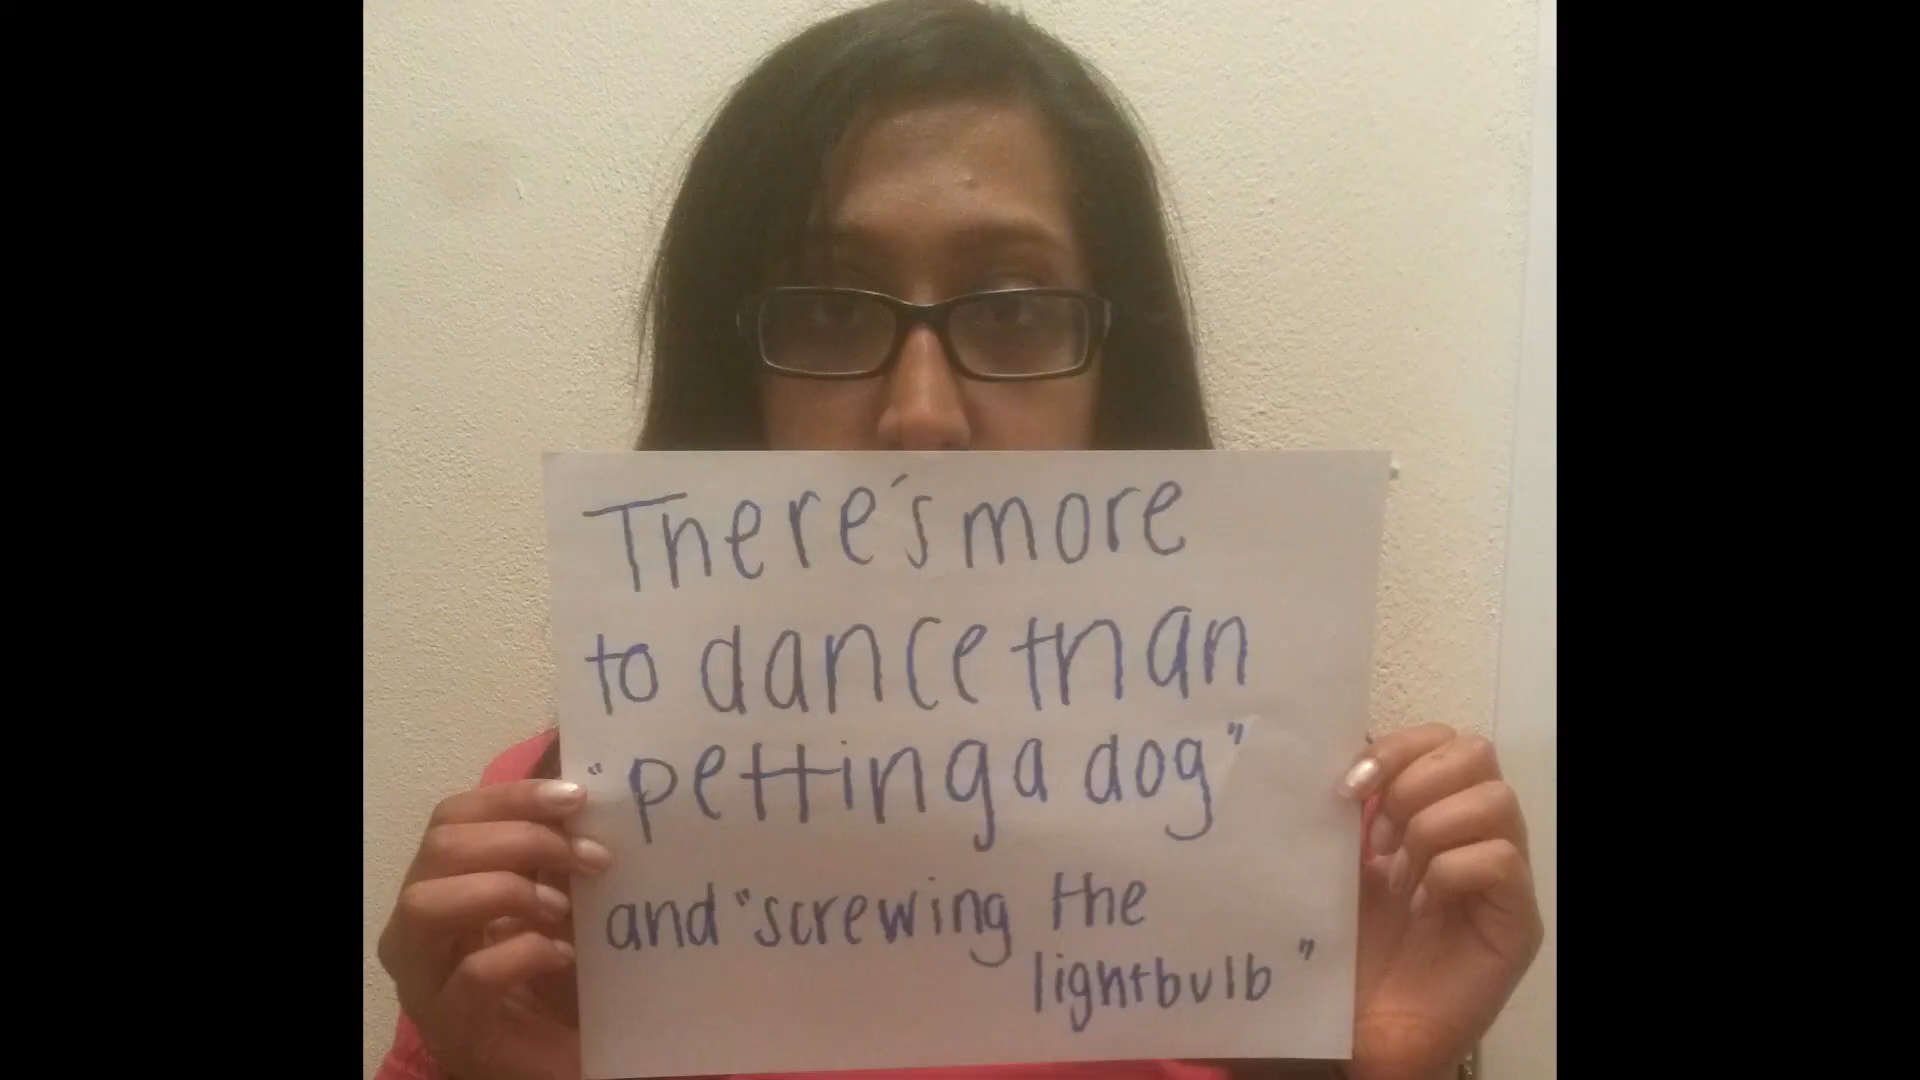 There's more
to dance than
"petting a dog"
and "screwing the
lightbulb"